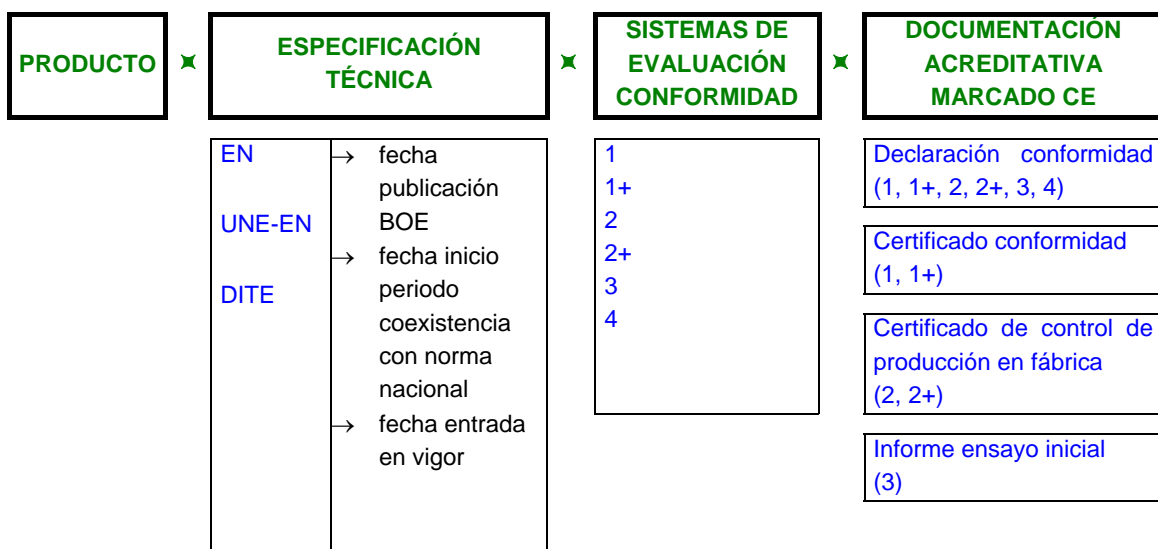 PRODUCTO
ESPECIFICACIÓN
TÉCNICA
SISTEMAS DE
EVALUACIÓN
CONFORMIDAD
DOCUMENTACIÓN
ACREDITATIVA
MARCADO CE
EN
UNE-EN
DITE
→ fecha
publicación
BOE
→ fecha inicio
periodo
coexistencia
con norma
nacional
→ fecha entrada
en vigor
1
1+
2
2+
3
4
Declaración conformidad
(1, 1+, 2, 2+, 3, 4)
Certificado conformidad
(1, 1+)
Certificado de control de
producción en fábrica
(2, 2+)
Informe ensayo inicial
(3)